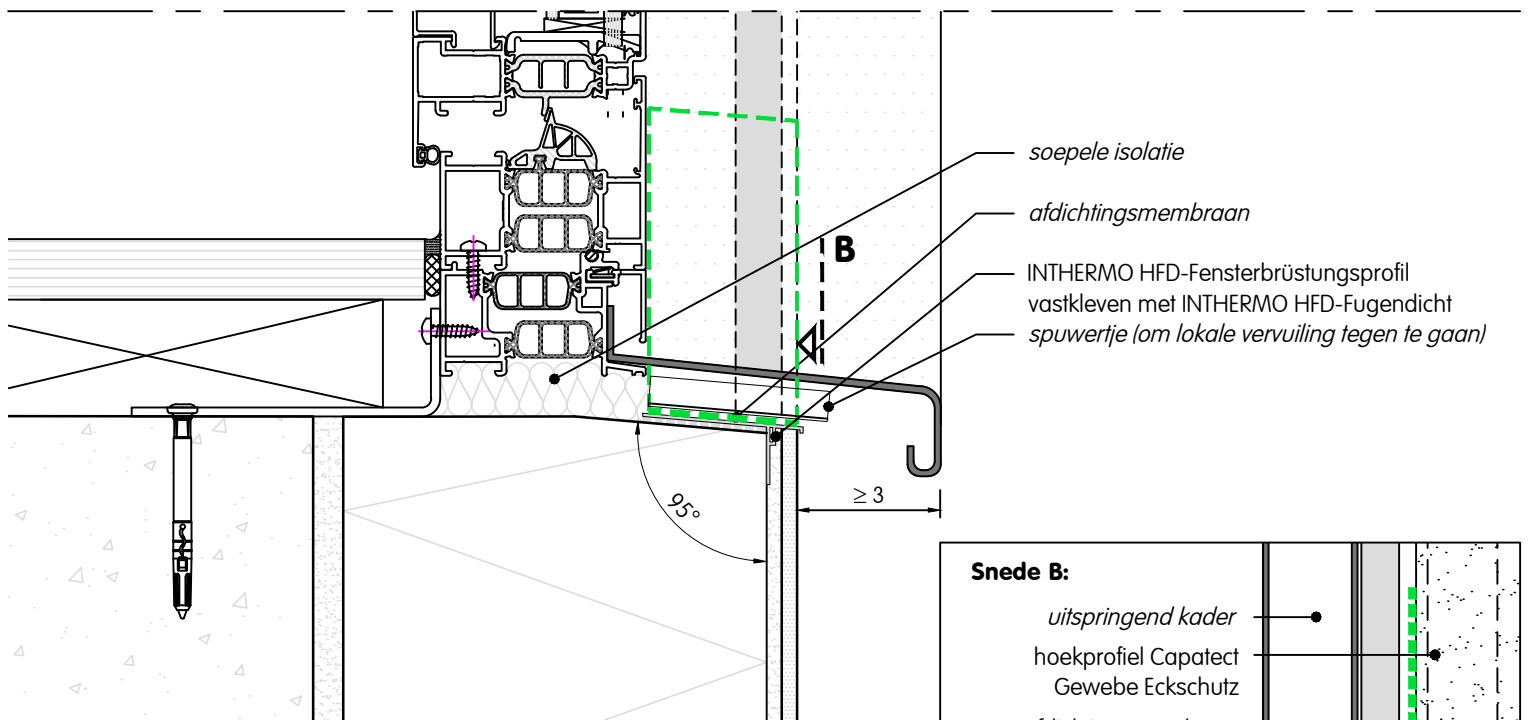 soepele isolatie
afdichtingsmembraan
B
INTHERMO HFD-Fensterbrüstungsprofil
vastkleven met INTHERMO HFD-Fugendicht
spuwertje (om lokale vervuiling tegen te gaan)
95°
≥ 3
Snede B:
uitspringend kader
hoekprofiel Capatect
Gewebe Eckschutz